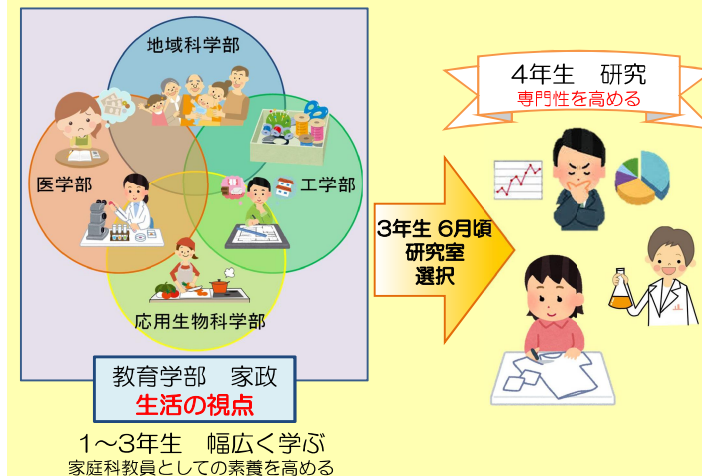 地域科学部
医学部
工学部
応用生物科学部
教育学部　家政
生活の視点
1～3年生　幅広く学ぶ
家庭科教員としての素養を高める
3年生 6月頃
研究室
選択
4年生　研究
専門性を高める